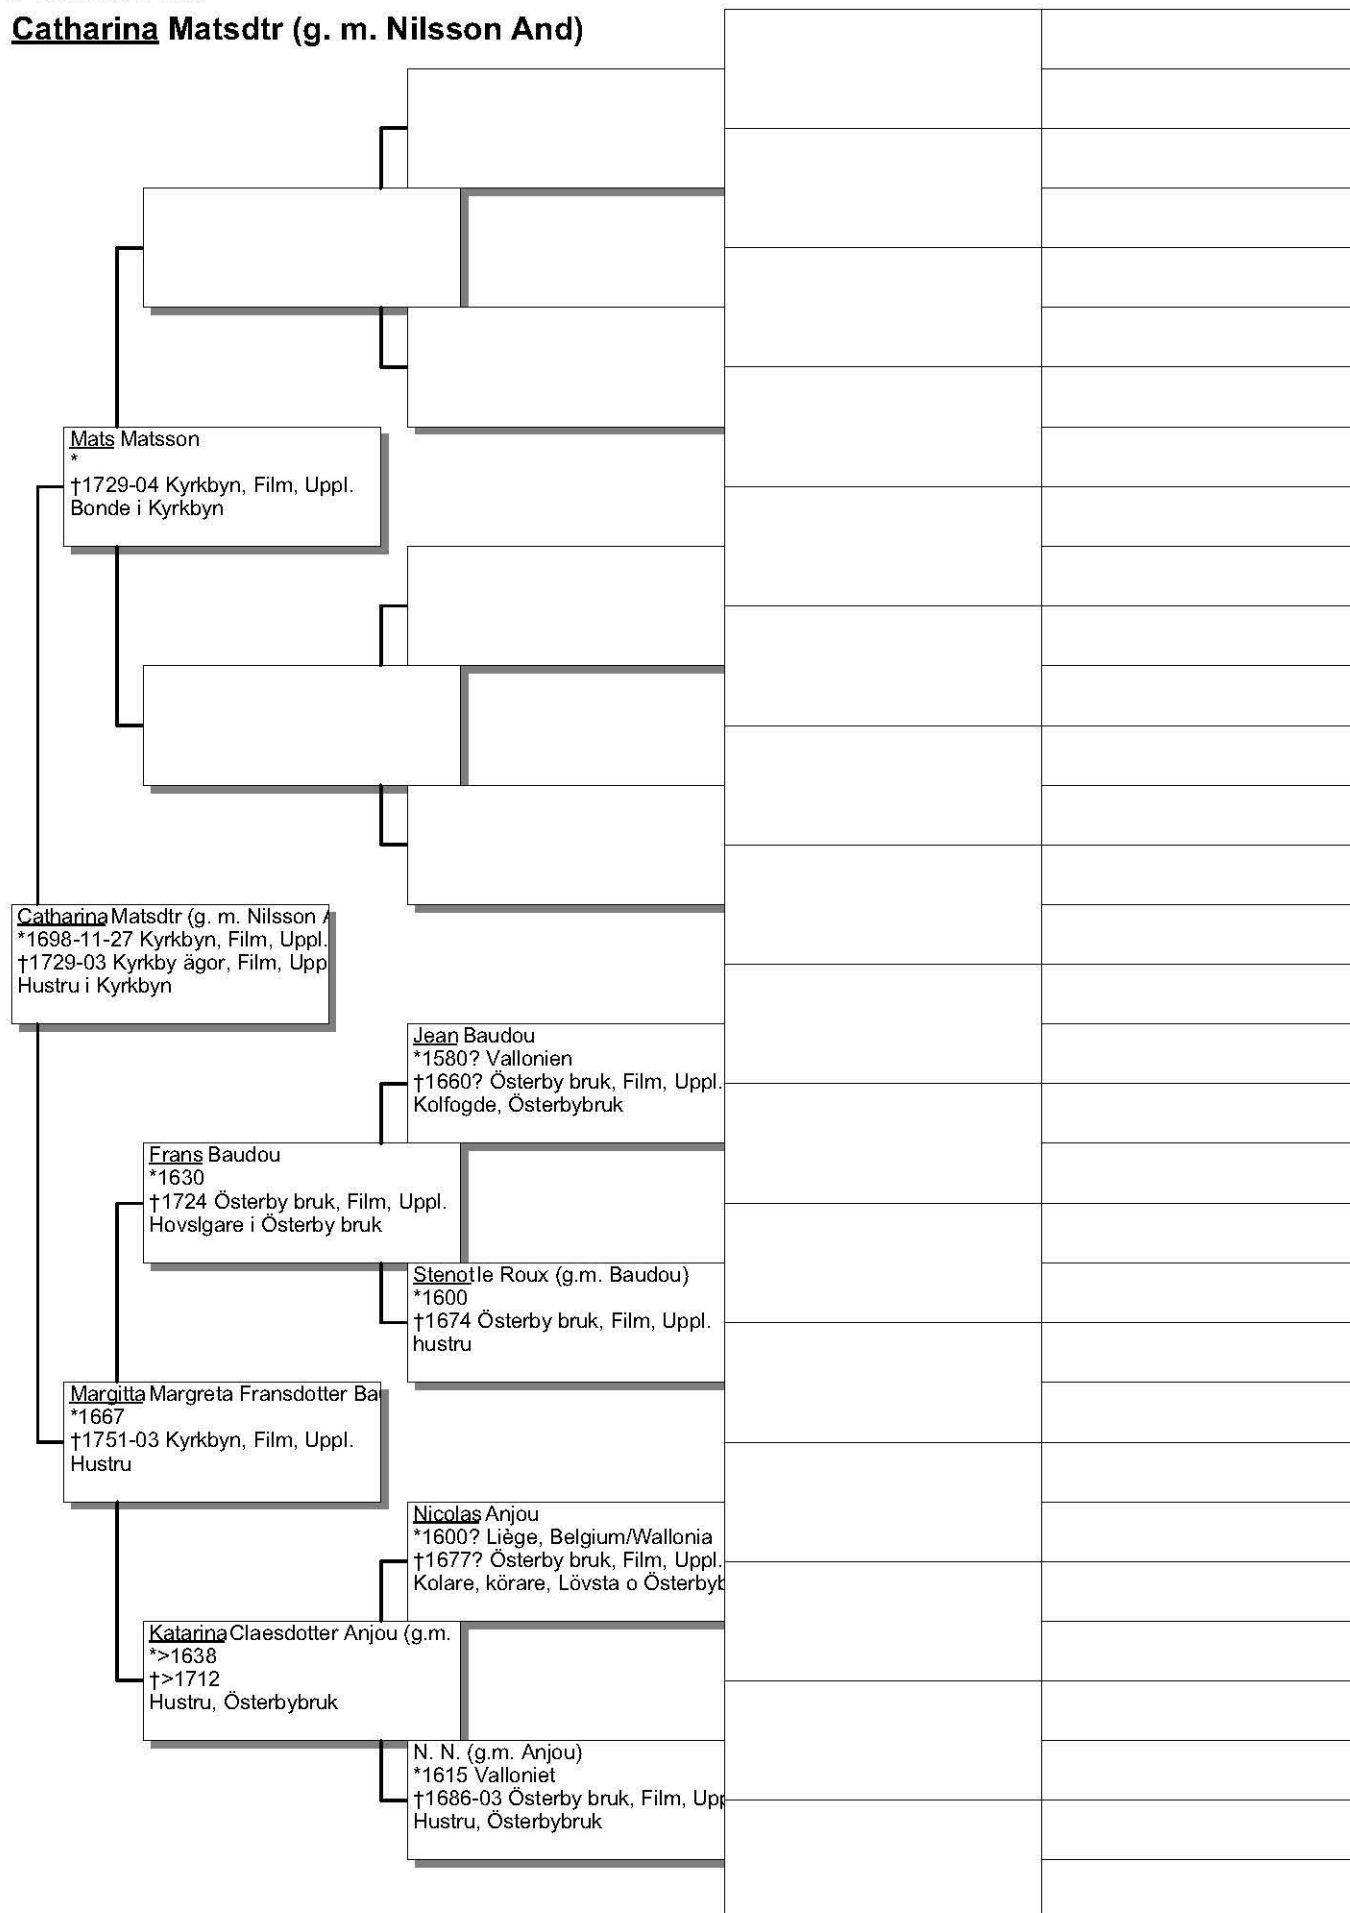 Catharina Matsdtr (g. m. Nilsson And)
Mats Matsson
*
†1729-04 Kyrkbyn, Film, Uppl.
Bonde i Kyrkbyn
Catharina Matsdtr (g. m. Nilsson
*1698-11-27 Kyrkbyn, Film, Uppl.
†1729-03 Kyrkby ägor, Film, Upp
Hustru i Kyrkbyn
Jean Baudou
*1580? Vallonien
†1660? Österby bruk, Film, Uppl.
Kolfogde, Österbybruk
Frans Baudou
*1630
†1724 Österby bruk, Film, Uppl.
Hovslgare i Österby bruk
Stenot le Roux (g.m. Baudou)
*1600
†1674 Österby bruk, Film, Uppl.
hustru
Margitta Margreta Fransdotter Ba
*1667
†1751-03 Kyrkbyn, Film, Uppl.
Hustru
Nicolas Anjou
*1600? Liège, Belgium/Wallonia
†1677? Österby bruk, Film, Uppl.
Kolare, körare, Lövsta o Österbyb
Katarina Claesdotter Anjou (g.m.
*>1638
†>1712
Hustru, Österbybruk
N. N. (g.m. Anjou)
*1615 Valloniet
†1686-03 Österby bruk, Film, Upp
Hustru, Österbybruk